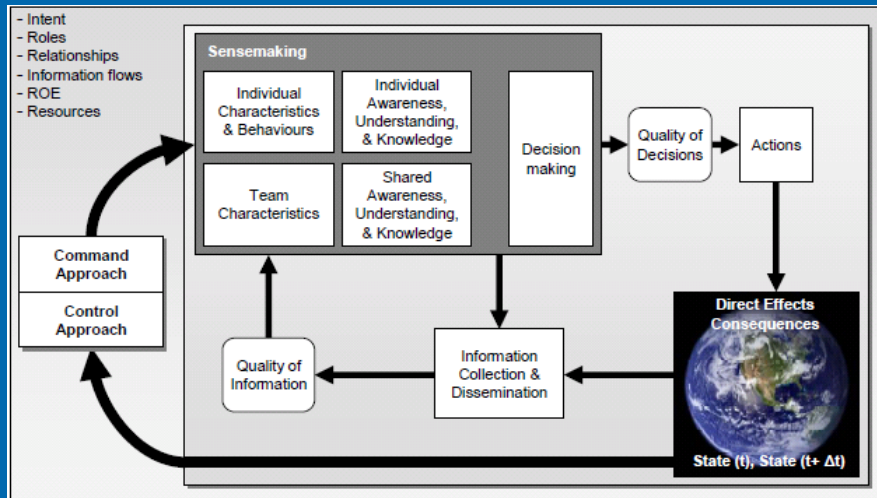 - Intent
- Roles
- Relationships
- Information flows
- ROE
- Resources
Sensemaking
Individual
Characteristics
& Behaviours
Individual
Awareness,
Understanding,
& Knowledge
Team
Characteristics
Shared
Awareness,
Understanding,
& Knowledge
Decision
making
Quality of
Decisions
Actions
Command
Approach
Control
Approach
Quality of
Information
Information
Collection &
Dissemination
Direct Effects
Consequences
State (t), State (t+ Δt)